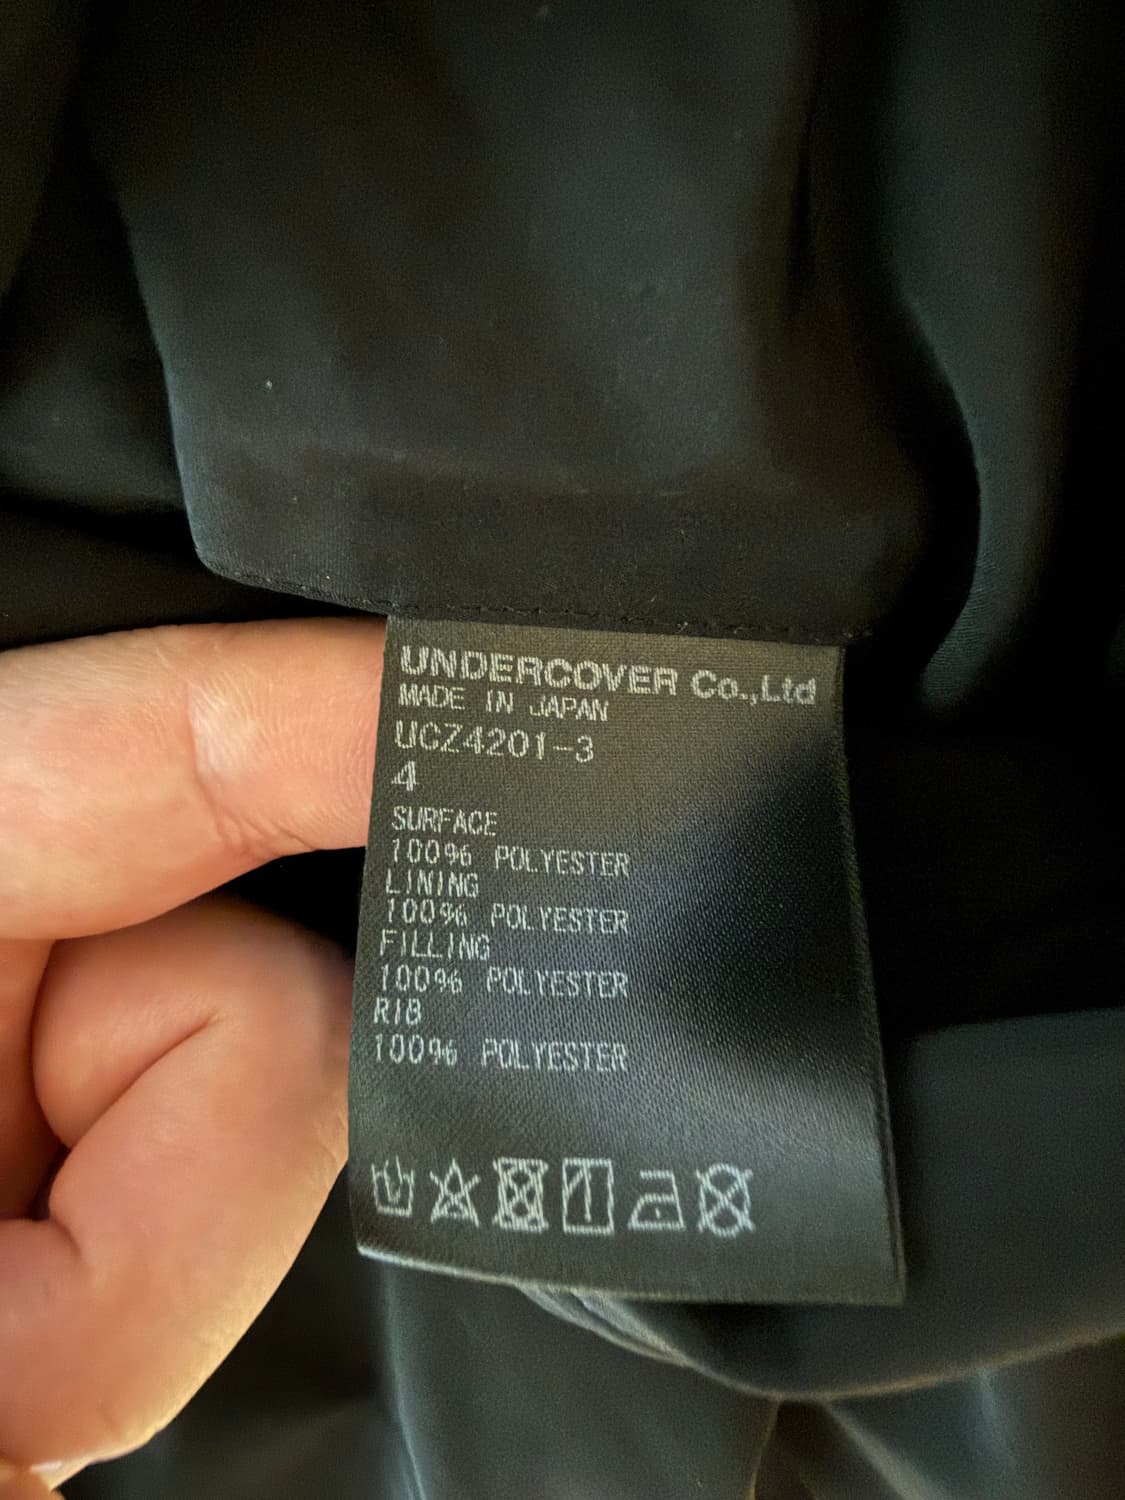 UNDERCOVER Co.,Ltd
MADE IN JAPAN
UCZ4201-3
4
SURFACE
100% POLYESTER
LINING
100% POLYESTER
FILLING
100% POLYESTER
RIB
100% POLYESTER